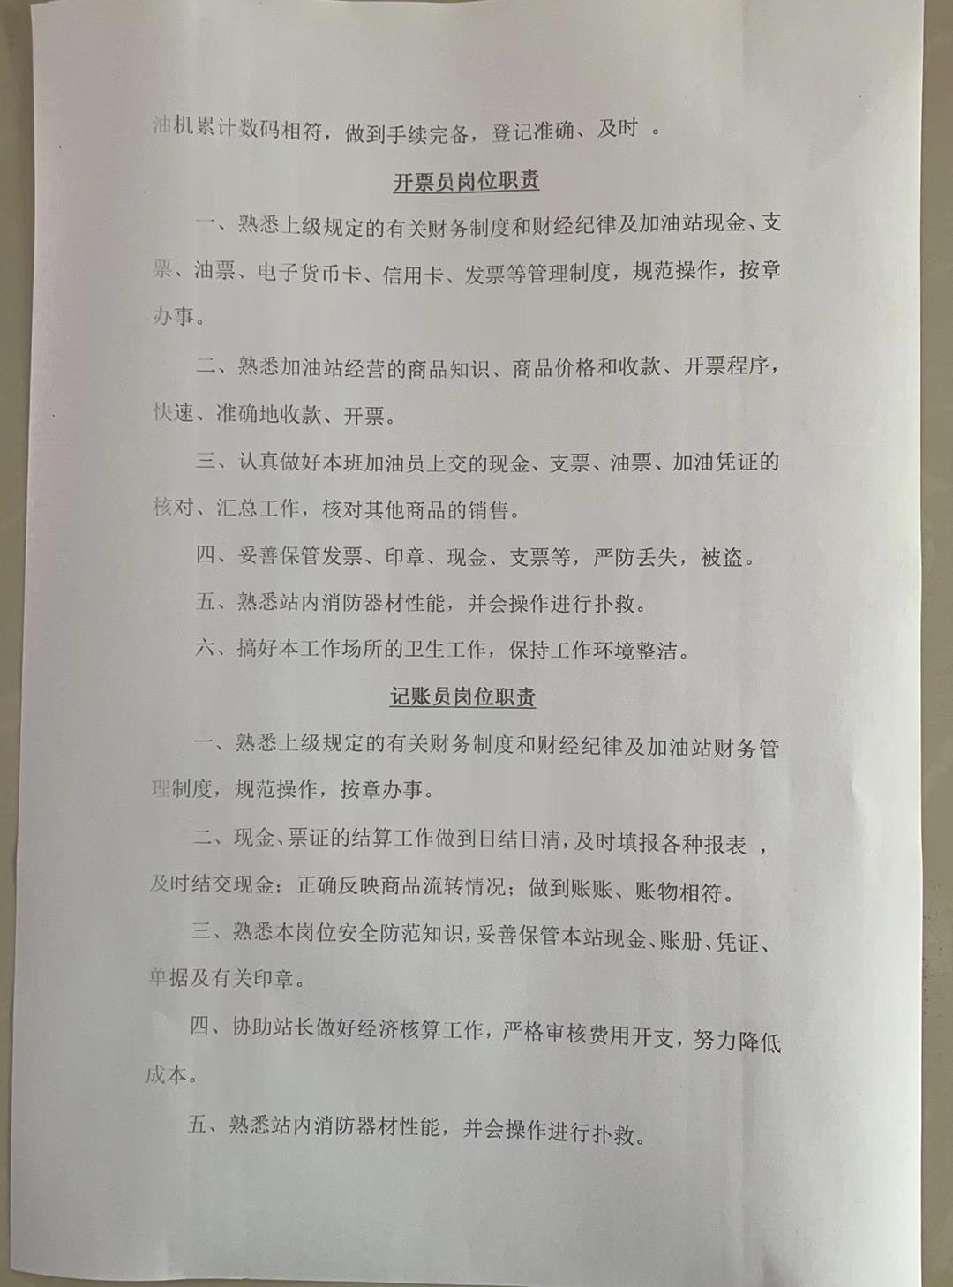 油机累计数码相符，做到手续完备，登记准确、及时 。
开票员岗位职责
一、熟悉上级规定的有关财务制度和财经纪律及加油站现金、支
票、油票、电子货币卡、信用卡、发票等管理制度，规范操作，按章
办事。
二、熟悉加油站经营的商品知识、商品价格和收款、开票程序，
快速、准确地收款、开票。
三、认真做好本班加油员上交的现金、支票、油票、加油凭证的
核对、汇总工作，核对其他商品的销售。
四、妥善保管发票、印章、现金、支票等，严防丢失，被盗。
五、熟悉站内消防器材性能，并会操作进行扑救。
六、搞好本工作场所的卫生工作，保持工作环境整洁。
记账员岗位职责
一、熟悉上级规定的有关财务制度和财经纪律及加油站财务管
理制度，规范操作，按章办事。
二、现金、票证的结算工作做到日结日清，及时填报各种报表 ，
及时结交现金；正确反映商品流转情况；做到账账、账物相符。
三、熟悉本岗位安全防范知识，妥善保管本站现金、账册、凭证、
单据及有关印章。
四、协助站长做好经济核算工作，严格审核费用开支，努力降低
成本。
五、熟悉站内消防器材性能，并会操作进行扑救。